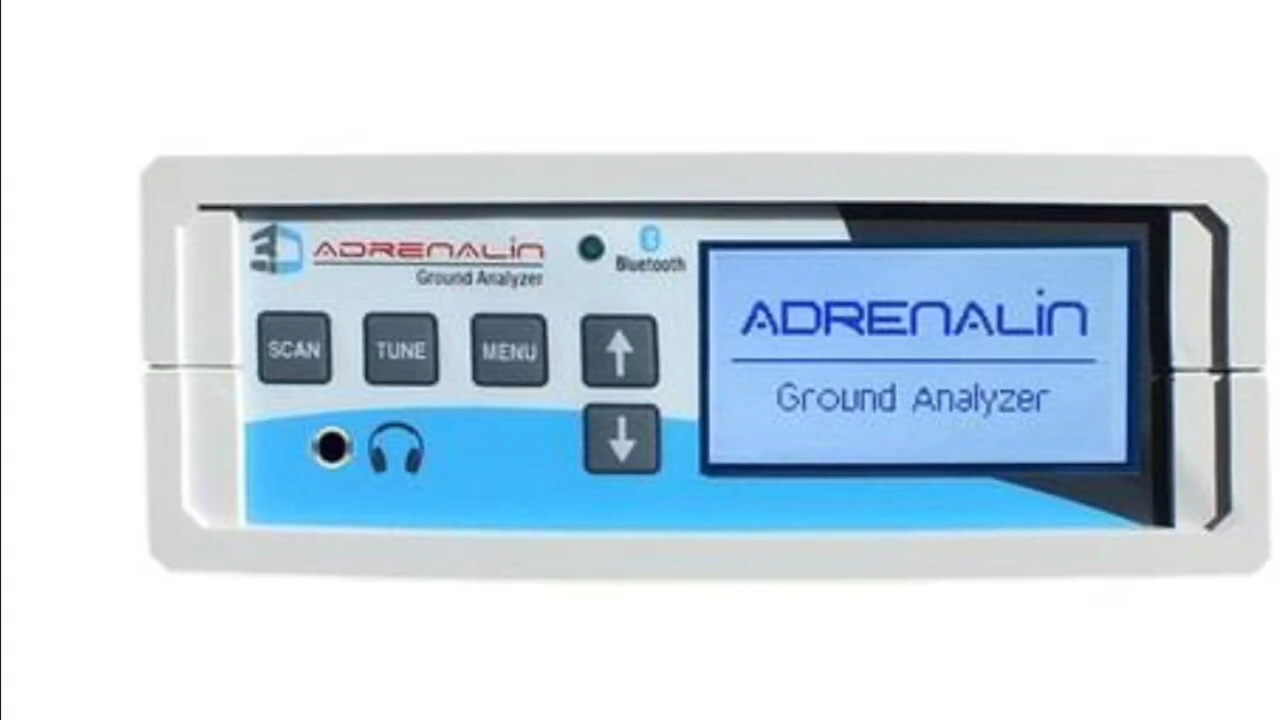 3D ADRENALIN
Ground Analyzer
Bluetooth
SCAN
TUNE
MENU
ADRENALIN
Ground Analyzer